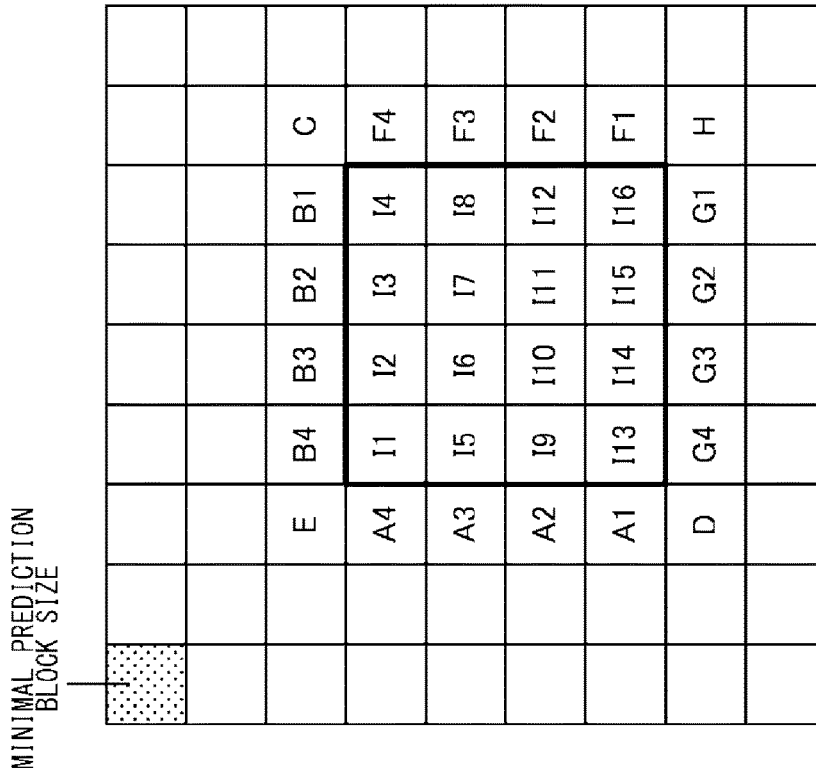 MINIMAL PREDICTION
BLOCK SIZE
E B4 B3 B2 B1 C
A4 I1 I2 I3 I4 F4
A3 I5 I6 I7 I8 F3
A2 I9 I10 I11 I12 F2
A1 I13 I14 I15 I16 F1
D G4 G3 G2 G1 H